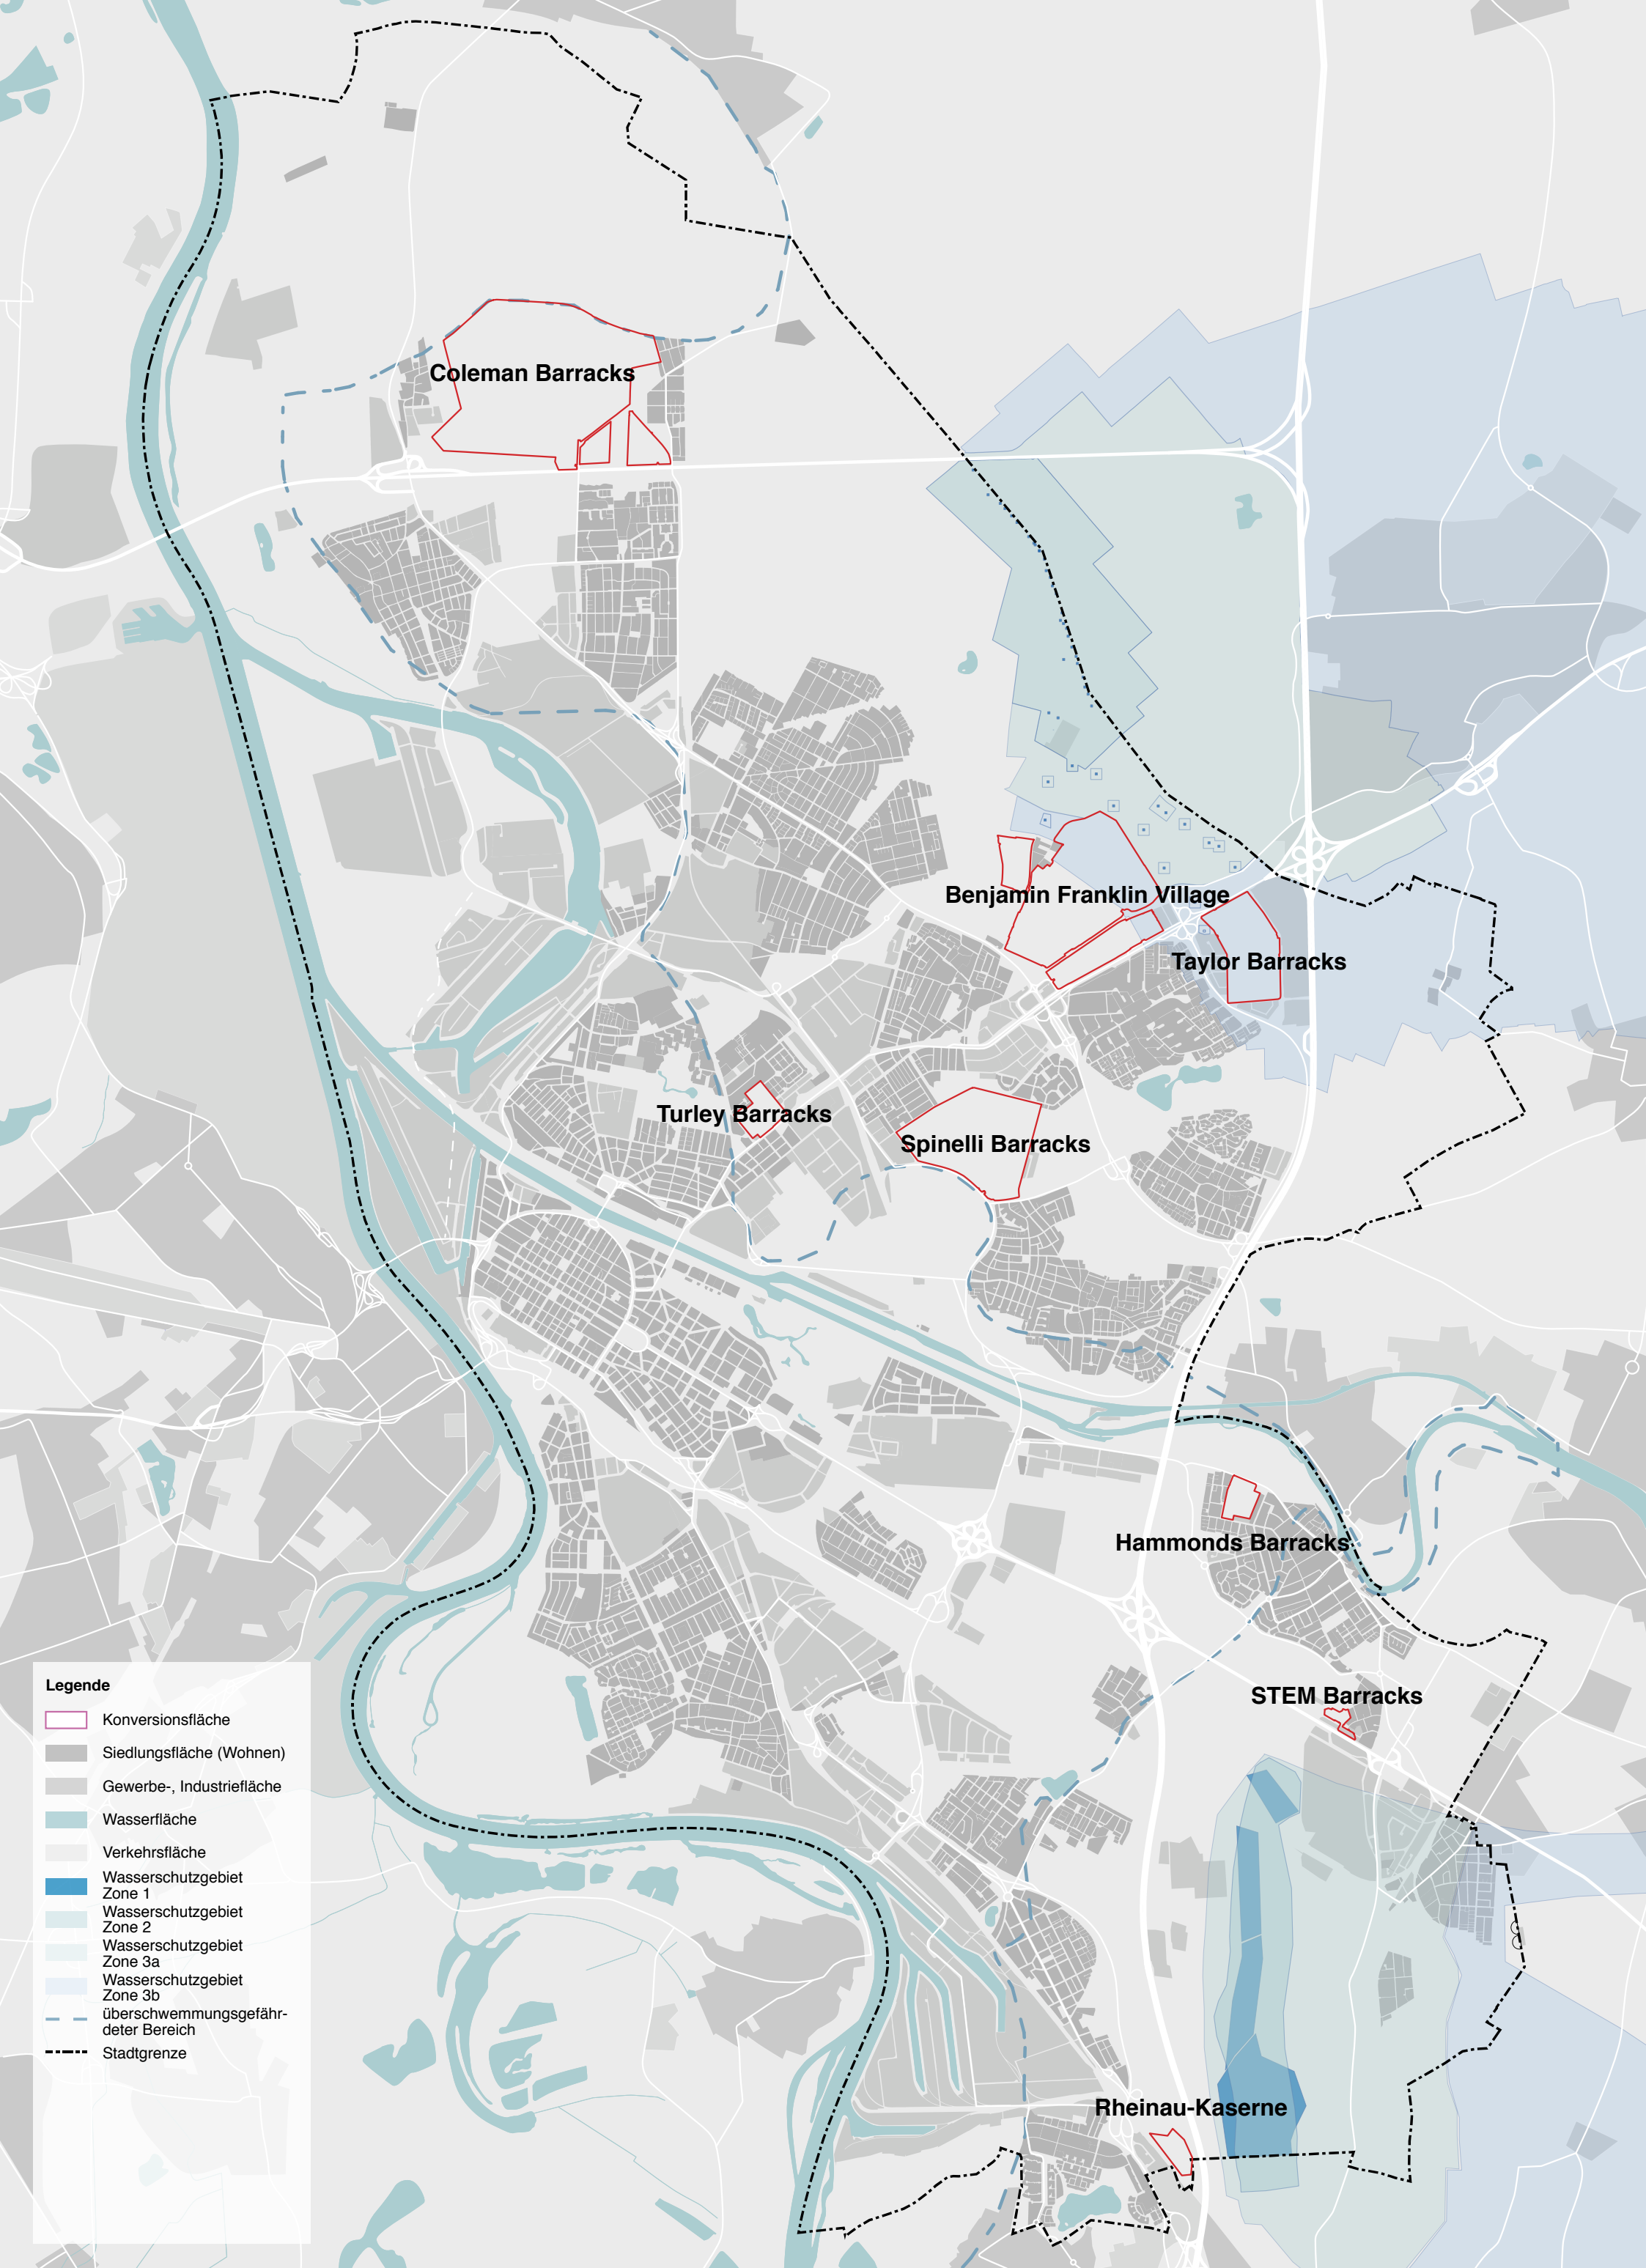 Coleman Barracks
Benjamin Franklin Village
Taylor Barracks
Turley Barracks
Spinelli Barracks
Hammonds Barracks
STEM Barracks
Rheinau-Kaserne
Legende
Konversionsfläche
Siedlungsfläche (Wohnen)
Gewerbe-, Industriefläche
Wasserfläche
Verkehrsfläche
Wasserschutzgebiet
Zone 1
Wasserschutzgebiet
Zone 2
Wasserschutzgebiet
Zone 3a
Wasserschutzgebiet
Zone 3b
überschwemmungsgefähr-
deter Bereich
Stadtgrenze